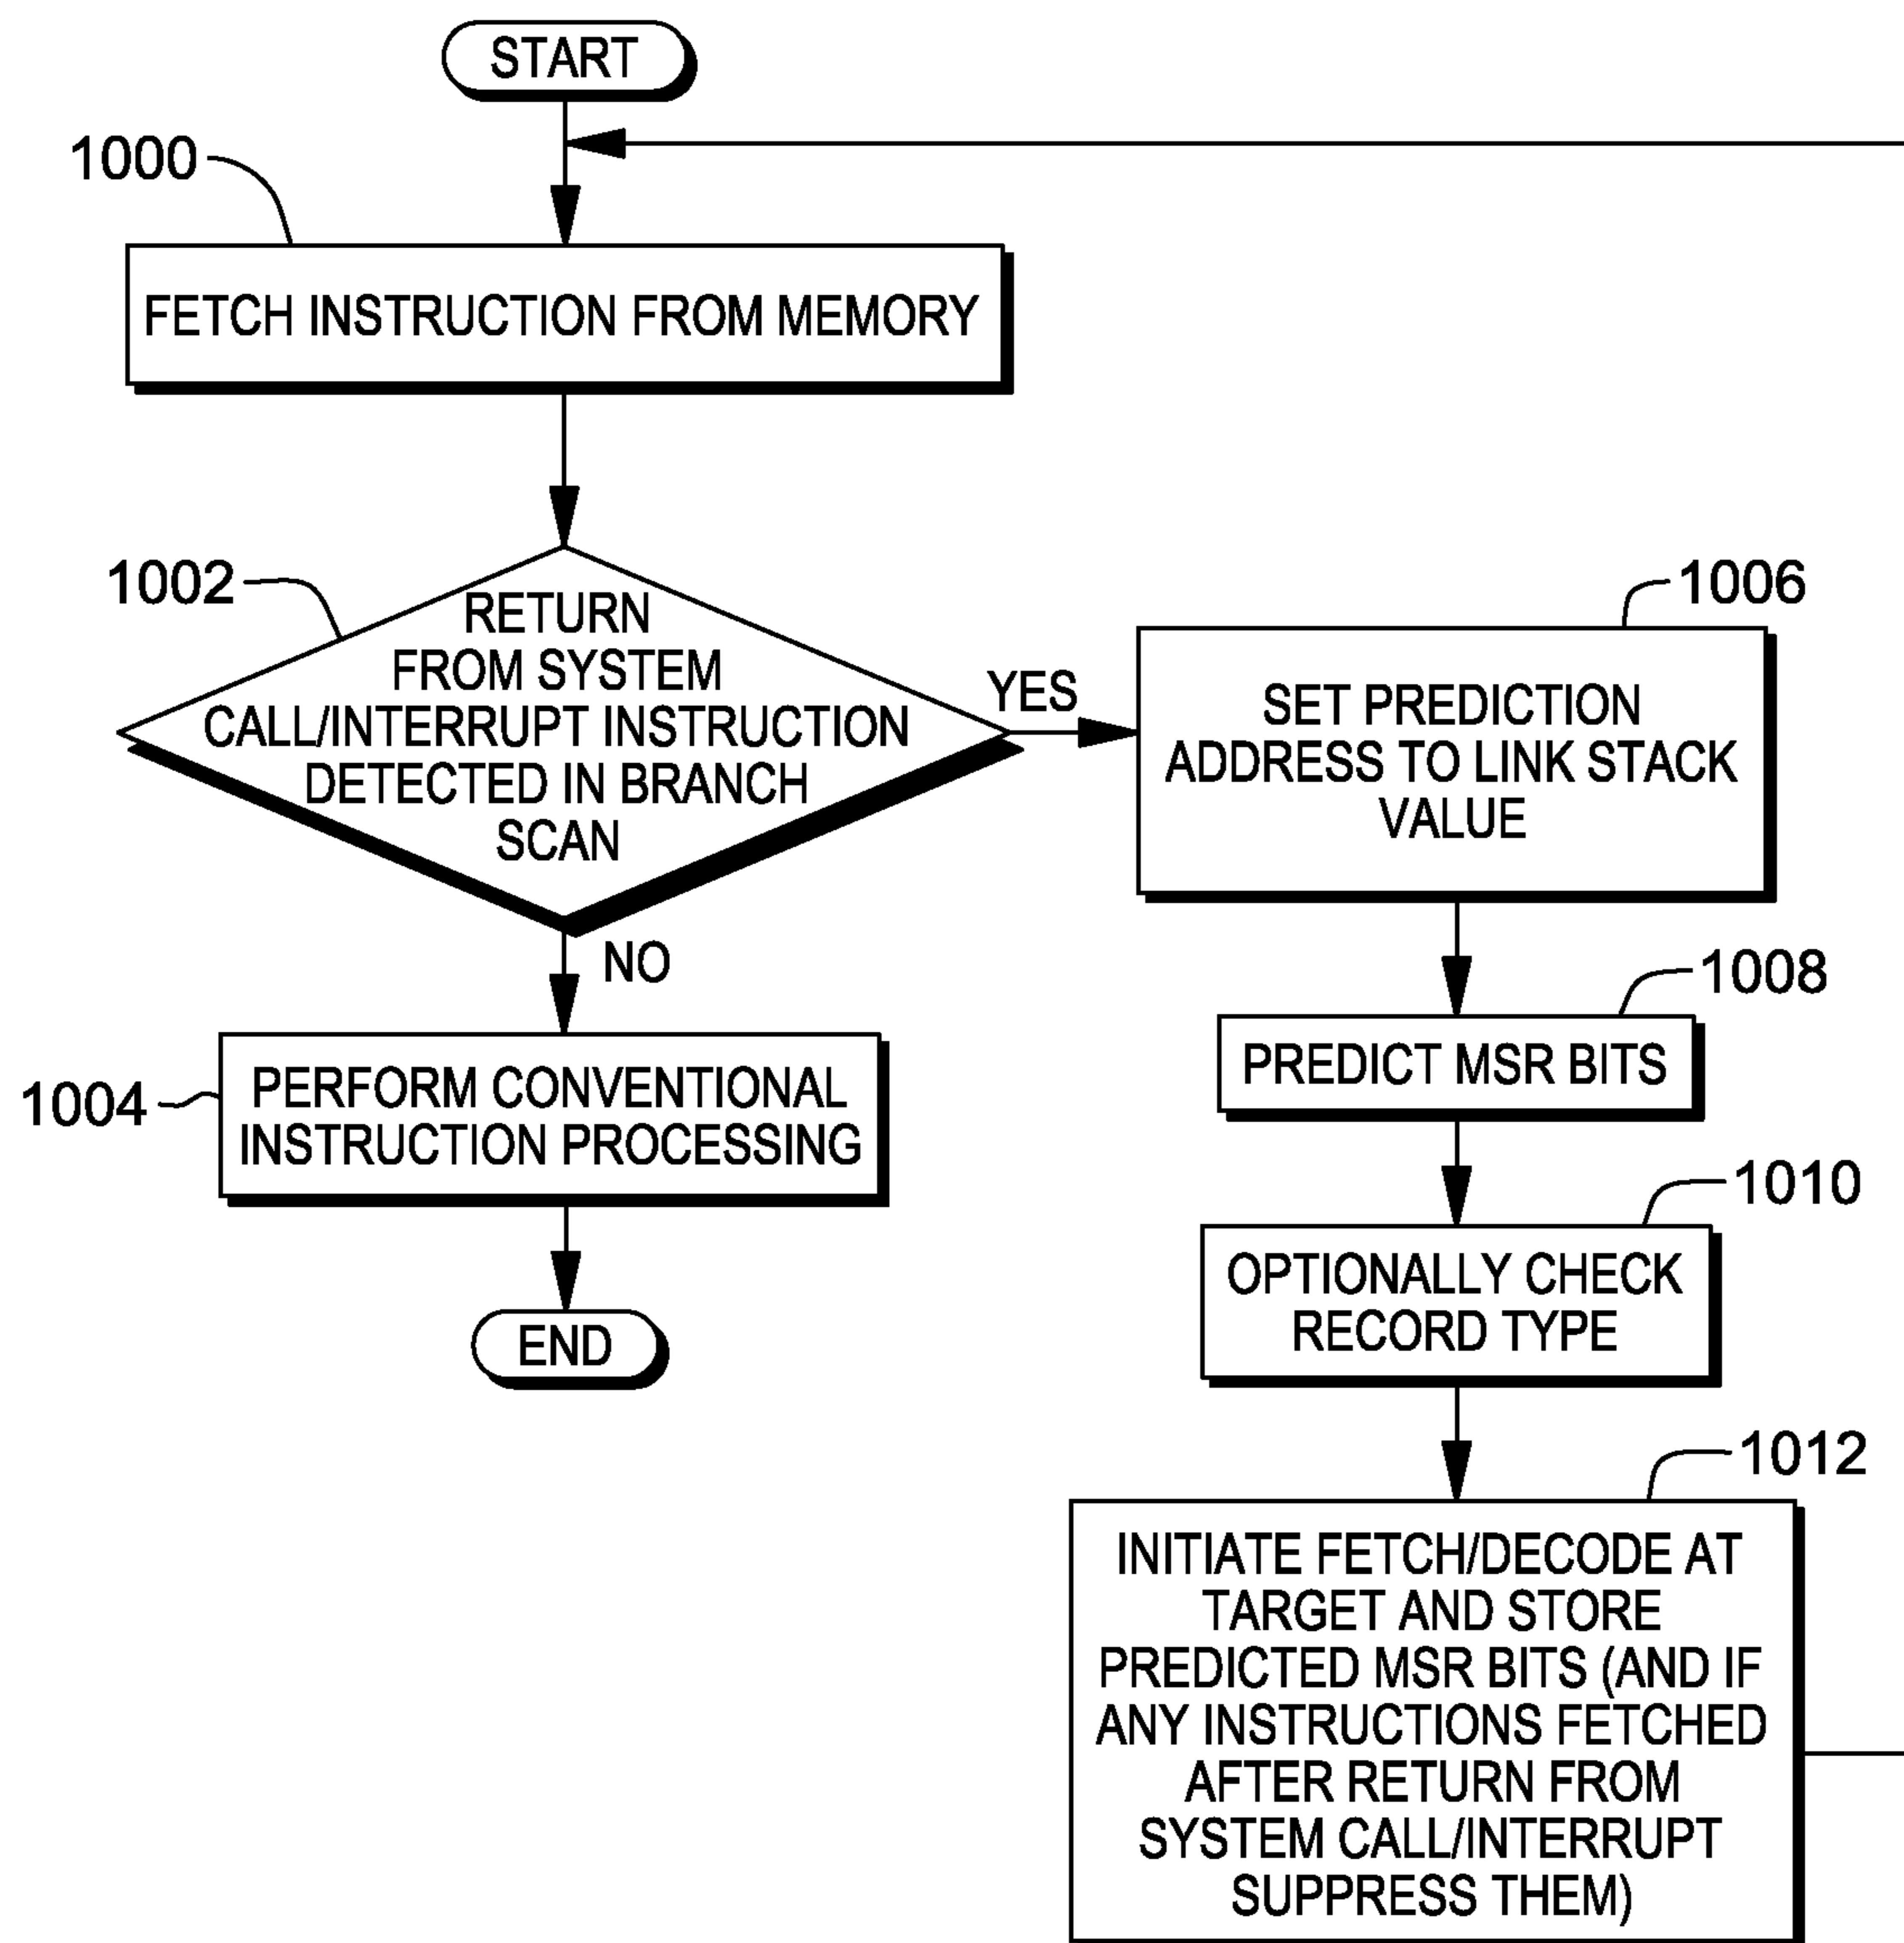 START
1000
FETCH INSTRUCTION FROM MEMORY
1002
RETURN
FROM SYSTEM
CALL/INTERRUPT INSTRUCTION
DETECTED IN BRANCH
SCAN
YES
NO
1004
PERFORM CONVENTIONAL
INSTRUCTION PROCESSING
END
1006
SET PREDICTION
ADDRESS TO LINK STACK
VALUE
1008
PREDICT MSR BITS
1010
OPTIONALLY CHECK
RECORD TYPE
1012
INITIATE FETCH/DECODE AT
TARGET AND STORE
PREDICTED MSR BITS (AND IF
ANY INSTRUCTIONS FETCHED
AFTER RETURN FROM
SYSTEM CALL/INTERRUPT
SUPPRESS THEM)